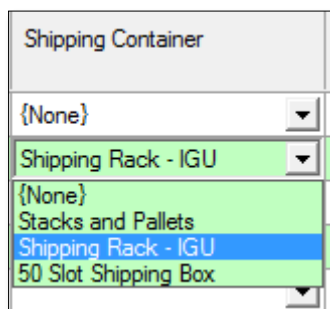 Shipping Container
{None}
Shipping Rack - IGU
{None}
Stacks and Pallets
Shipping Rack - IGU
50 Slot Shipping Box